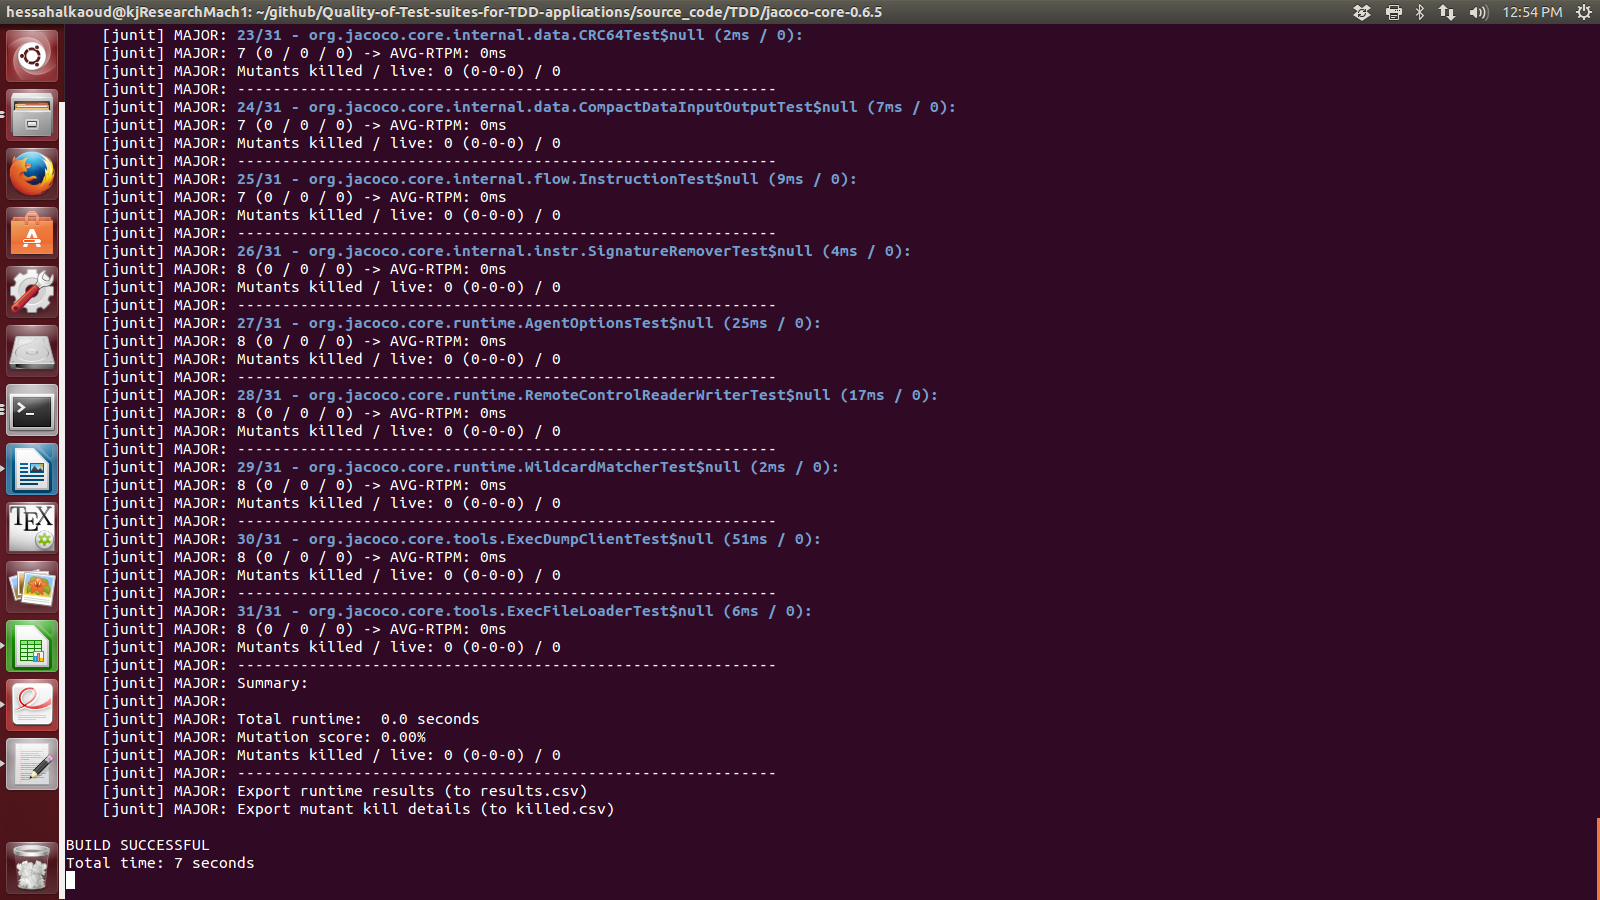 hessahalkaoud@kjResearchMach1: ~/github/Quality-of-Test-suites-for-TDD-applications/source_code/TDD/jacoco-core-0.6.5
12:54 PM
[junit] MAJOR: 23/31 - org.jacoco.core.internal.data.CRC64Test$null (2ms / 0):
[junit] MAJOR: 7 (0 / 0 / 0) -> AVG-RTPM: 0ms
[junit] MAJOR: Mutants killed / live: 0 (0-0-0) / 0
[junit] MAJOR: ------------------------------------------------------------
[junit] MAJOR: 24/31 - org.jacoco.core.internal.data.CompactDataInputOutputTest$null (7ms / 0):
[junit] MAJOR: 7 (0 / 0 / 0) -> AVG-RTPM: 0ms
[junit] MAJOR: Mutants killed / live: 0 (0-0-0) / 0
[junit] MAJOR: ------------------------------------------------------------
[junit] MAJOR: 25/31 - org.jacoco.core.internal.flow.InstructionTest$null (9ms / 0):
[junit] MAJOR: 7 (0 / 0 / 0) -> AVG-RTPM: 0ms
[junit] MAJOR: Mutants killed / live: 0 (0-0-0) / 0
[junit] MAJOR: ------------------------------------------------------------
[junit] MAJOR: 26/31 - org.jacoco.core.internal.instr.SignatureRemoverTest$null (4ms / 0):
[junit] MAJOR: 8 (0 / 0 / 0) -> AVG-RTPM: 0ms
[junit] MAJOR: Mutants killed / live: 0 (0-0-0) / 0
[junit] MAJOR: ------------------------------------------------------------
[junit] MAJOR: 27/31 - org.jacoco.core.runtime.AgentOptionsTest$null (25ms / 0):
[junit] MAJOR: 8 (0 / 0 / 0) -> AVG-RTPM: 0ms
[junit] MAJOR: Mutants killed / live: 0 (0-0-0) / 0
[junit] MAJOR: ------------------------------------------------------------
[junit] MAJOR: 28/31 - org.jacoco.core.runtime.RemoteControlReaderWriterTest$null (17ms / 0):
[junit] MAJOR: 8 (0 / 0 / 0) -> AVG-RTPM: 0ms
[junit] MAJOR: Mutants killed / live: 0 (0-0-0) / 0
[junit] MAJOR: ------------------------------------------------------------
[junit] MAJOR: 29/31 - org.jacoco.core.runtime.WildcardMatcherTest$null (2ms / 0):
[junit] MAJOR: 8 (0 / 0 / 0) -> AVG-RTPM: 0ms
[junit] MAJOR: Mutants killed / live: 0 (0-0-0) / 0
[junit] MAJOR: ------------------------------------------------------------
[junit] MAJOR: 30/31 - org.jacoco.core.tools.ExecDumpClientTest$null (51ms / 0):
[junit] MAJOR: 8 (0 / 0 / 0) -> AVG-RTPM: 0ms
[junit] MAJOR: Mutants killed / live: 0 (0-0-0) / 0
[junit] MAJOR: ------------------------------------------------------------
[junit] MAJOR: 31/31 - org.jacoco.core.tools.ExecFileLoaderTest$null (6ms / 0):
[junit] MAJOR: 8 (0 / 0 / 0) -> AVG-RTPM: 0ms
[junit] MAJOR: Mutants killed / live: 0 (0-0-0) / 0
[junit] MAJOR: ------------------------------------------------------------
[junit] MAJOR: Summary:
[junit] MAJOR:
[junit] MAJOR: Total runtime:  0.0 seconds
[junit] MAJOR: Mutation score: 0.00%
[junit] MAJOR: Mutants killed / live: 0 (0-0-0) / 0
[junit] MAJOR: ------------------------------------------------------------
[junit] MAJOR: Export runtime results (to results.csv)
[junit] MAJOR: Export mutant kill details (to killed.csv)
BUILD SUCCESSFUL
Total time: 7 seconds
TEX